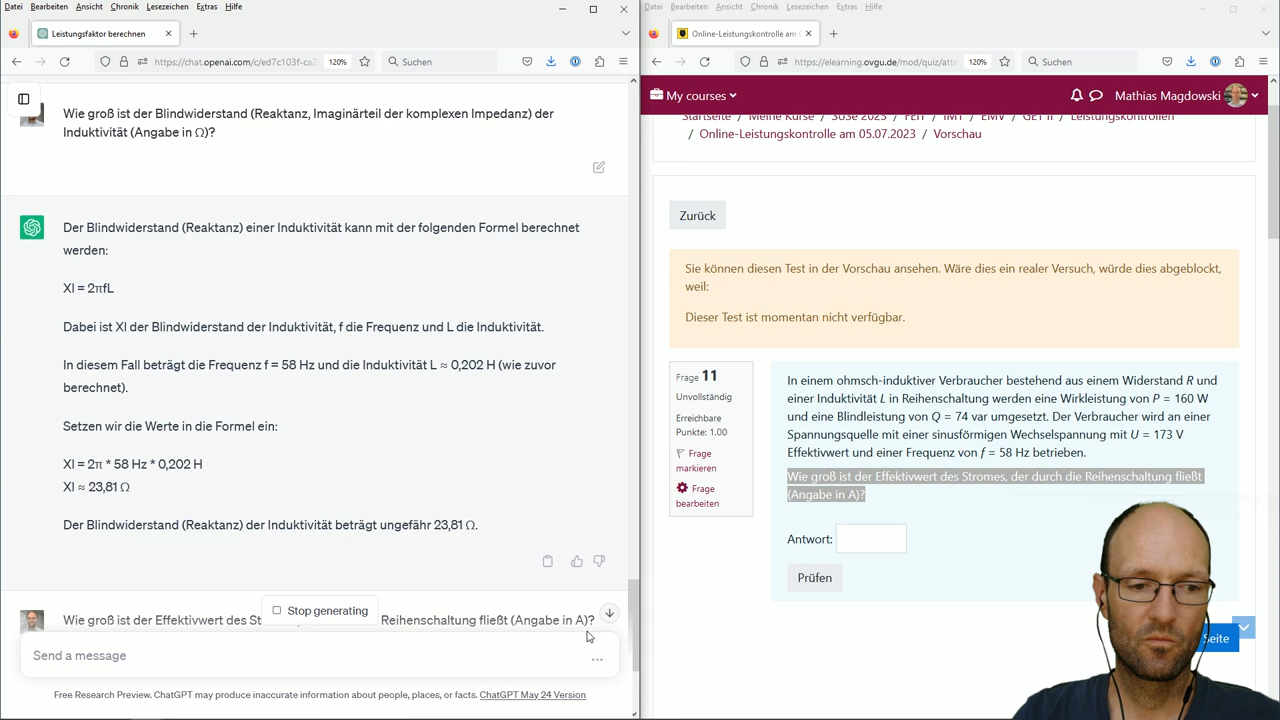 Datei Bearbeiten Ansicht Chronik Lesezeichen Extras Hilfe
Leistungsfaktor berechnen
https://chat.openai.com/c/ed7c103f-ca2
120%
Suchen
Wie groß ist der Blindwiderstand (Reaktanz, Imaginärteil der komplexen Impedanz) der
Induktivität (Angabe in Ω)?
Der Blindwiderstand (Reaktanz) einer Induktivität kann mit der folgenden Formel berechnet
werden:
Xl = 2πfL
Dabei ist Xl der Blindwiderstand der Induktivität, f die Frequenz und L die Induktivität.
In diesem Fall beträgt die Frequenz f = 58 Hz und die Induktivität L ≈ 0,202 H (wie zuvor
berechnet).
Setzen wir die Werte in die Formel ein:
Xl = 2π * 58 Hz * 0,202 H
Xl ≈ 23,81 Ω
Der Blindwiderstand (Reaktanz) der Induktivität beträgt ungefähr 23,81 Ω.
Stop generating
Wie groß ist der Effektivwert des St Reihenschaltung fließt (Angabe in A)?
Send a message
Free Research Preview. ChatGPT may produce inaccurate information about people, places, or facts. ChatGPT May 24 Version
Datei Bearbeiten Ansicht Chronik Lesezeichen Extras Hilfe
Online-Leistungskontrolle am
https://elearning.ovgu.de/mod/quiz/atte
120%
Suchen
My courses
Mathias Magdowski
Startseite / Meine Kurse / SoSe 2023 / FEIT / IMT / EMV / GET II / Leistungskontrollen
/ Online-Leistungskontrolle am 05.07.2023 / Vorschau
Zurück
Sie können diesen Test in der Vorschau ansehen. Wäre dies ein realer Versuch, würde dies abgeblockt,
weil:
Dieser Test ist momentan nicht verfügbar.
Frage 11
Unvollständig
Erreichbare
Punkte: 1,00
Frage
markieren
Frage
bearbeiten
In einem ohmsch-induktiver Verbraucher bestehend aus einem Widerstand R und
einer Induktivität L in Reihenschaltung werden eine Wirkleistung von P = 160 W
und eine Blindleistung von Q = 74 var umgesetzt. Der Verbraucher wird an einer
Spannungsquelle mit einer sinusförmigen Wechselspannung mit U = 173 V
Effektivwert und einer Frequenz von f = 58 Hz betrieben.
Wie groß ist der Effektivwert des Stromes, der durch die Reihenschaltung fließt
(Angabe in A)?
Antwort:
Prüfen
Seite